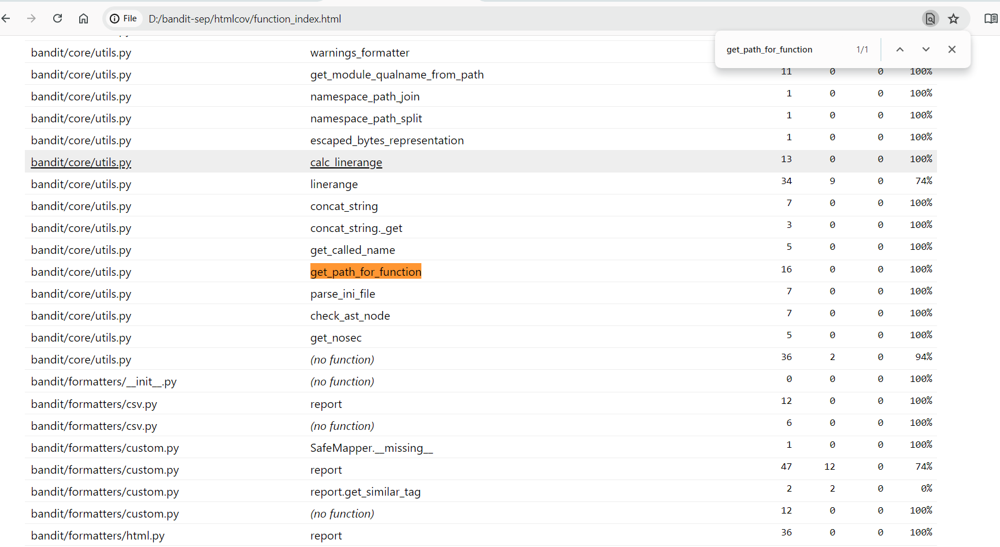 File D:/bandit-sep/htmlcov/function_index.html
get_path_for_function 1/1
bandit/core/utils.py warnings_formatter
bandit/core/utils.py get_module_qualname_from_path 11 0 0 100%
bandit/core/utils.py namespace_path_join 1 0 0 100%
bandit/core/utils.py namespace_path_split 1 0 0 100%
bandit/core/utils.py escaped_bytes_representation 1 0 0 100%
bandit/core/utils.py calc_linerange 13 0 0 100%
bandit/core/utils.py linerange 34 9 0 74%
bandit/core/utils.py concat_string 7 0 0 100%
bandit/core/utils.py concat_string._get 3 0 0 100%
bandit/core/utils.py get_called_name 5 0 0 100%
bandit/core/utils.py get_path_for_function 16 0 0 100%
bandit/core/utils.py parse_ini_file 7 0 0 100%
bandit/core/utils.py check_ast_node 7 0 0 100%
bandit/core/utils.py get_nosec 5 0 0 100%
bandit/core/utils.py (no function) 36 2 0 94%
bandit/formatters/__init__.py (no function) 0 0 0 100%
bandit/formatters/csv.py report 12 0 0 100%
bandit/formatters/csv.py (no function) 6 0 0 100%
bandit/formatters/custom.py SafeMapper.__missing__ 1 0 0 100%
bandit/formatters/custom.py report 47 12 0 74%
bandit/formatters/custom.py report.get_similar_tag 2 2 0 0%
bandit/formatters/custom.py (no function) 12 0 0 100%
bandit/formatters/html.py report 36 0 0 100%